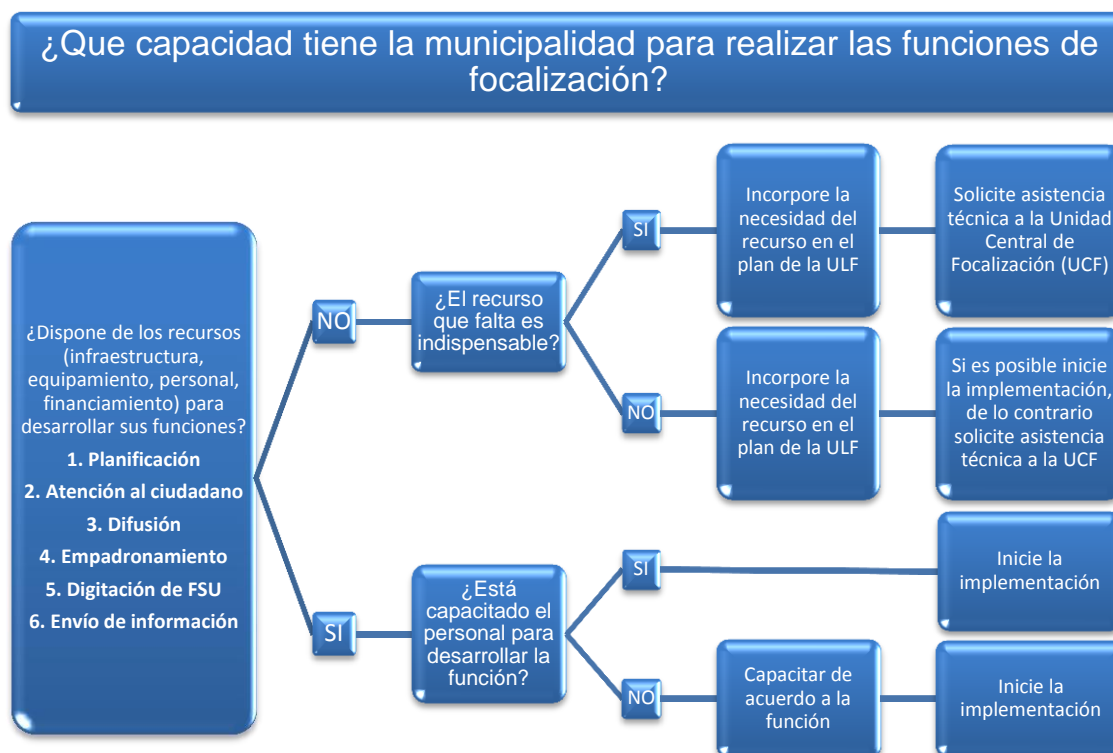 ¿Que capacidad tiene la municipalidad para realizar las funciones de
focalización?
¿Dispone de los recursos
(infraestructura,
equipamiento, personal,
financiamiento) para
desarrollar sus funciones?
1. Planificación
2. Atención al ciudadano
3. Difusión
4. Empadronamiento
5. Digitación de FSU
6. Envío de información
NO
¿El recurso
que falta es
indispensable?
SI
Incorpore la
necesidad del
recurso en el
plan de la ULF
Solicite asistencia
técnica a la Unidad
Central de
Focalización (UCF)
NO
Incorpore la
necesidad del
recurso en el
plan de la ULF
Si es posible inicie
la implementación,
de lo contrario
solicite asistencia
técnica a la UCF
SI
¿Está
capacitado el
personal para
desarrollar la
función?
SI
Inicie la
implementación
NO
Capacitar de
acuerdo a la
función
Inicie la
implementación